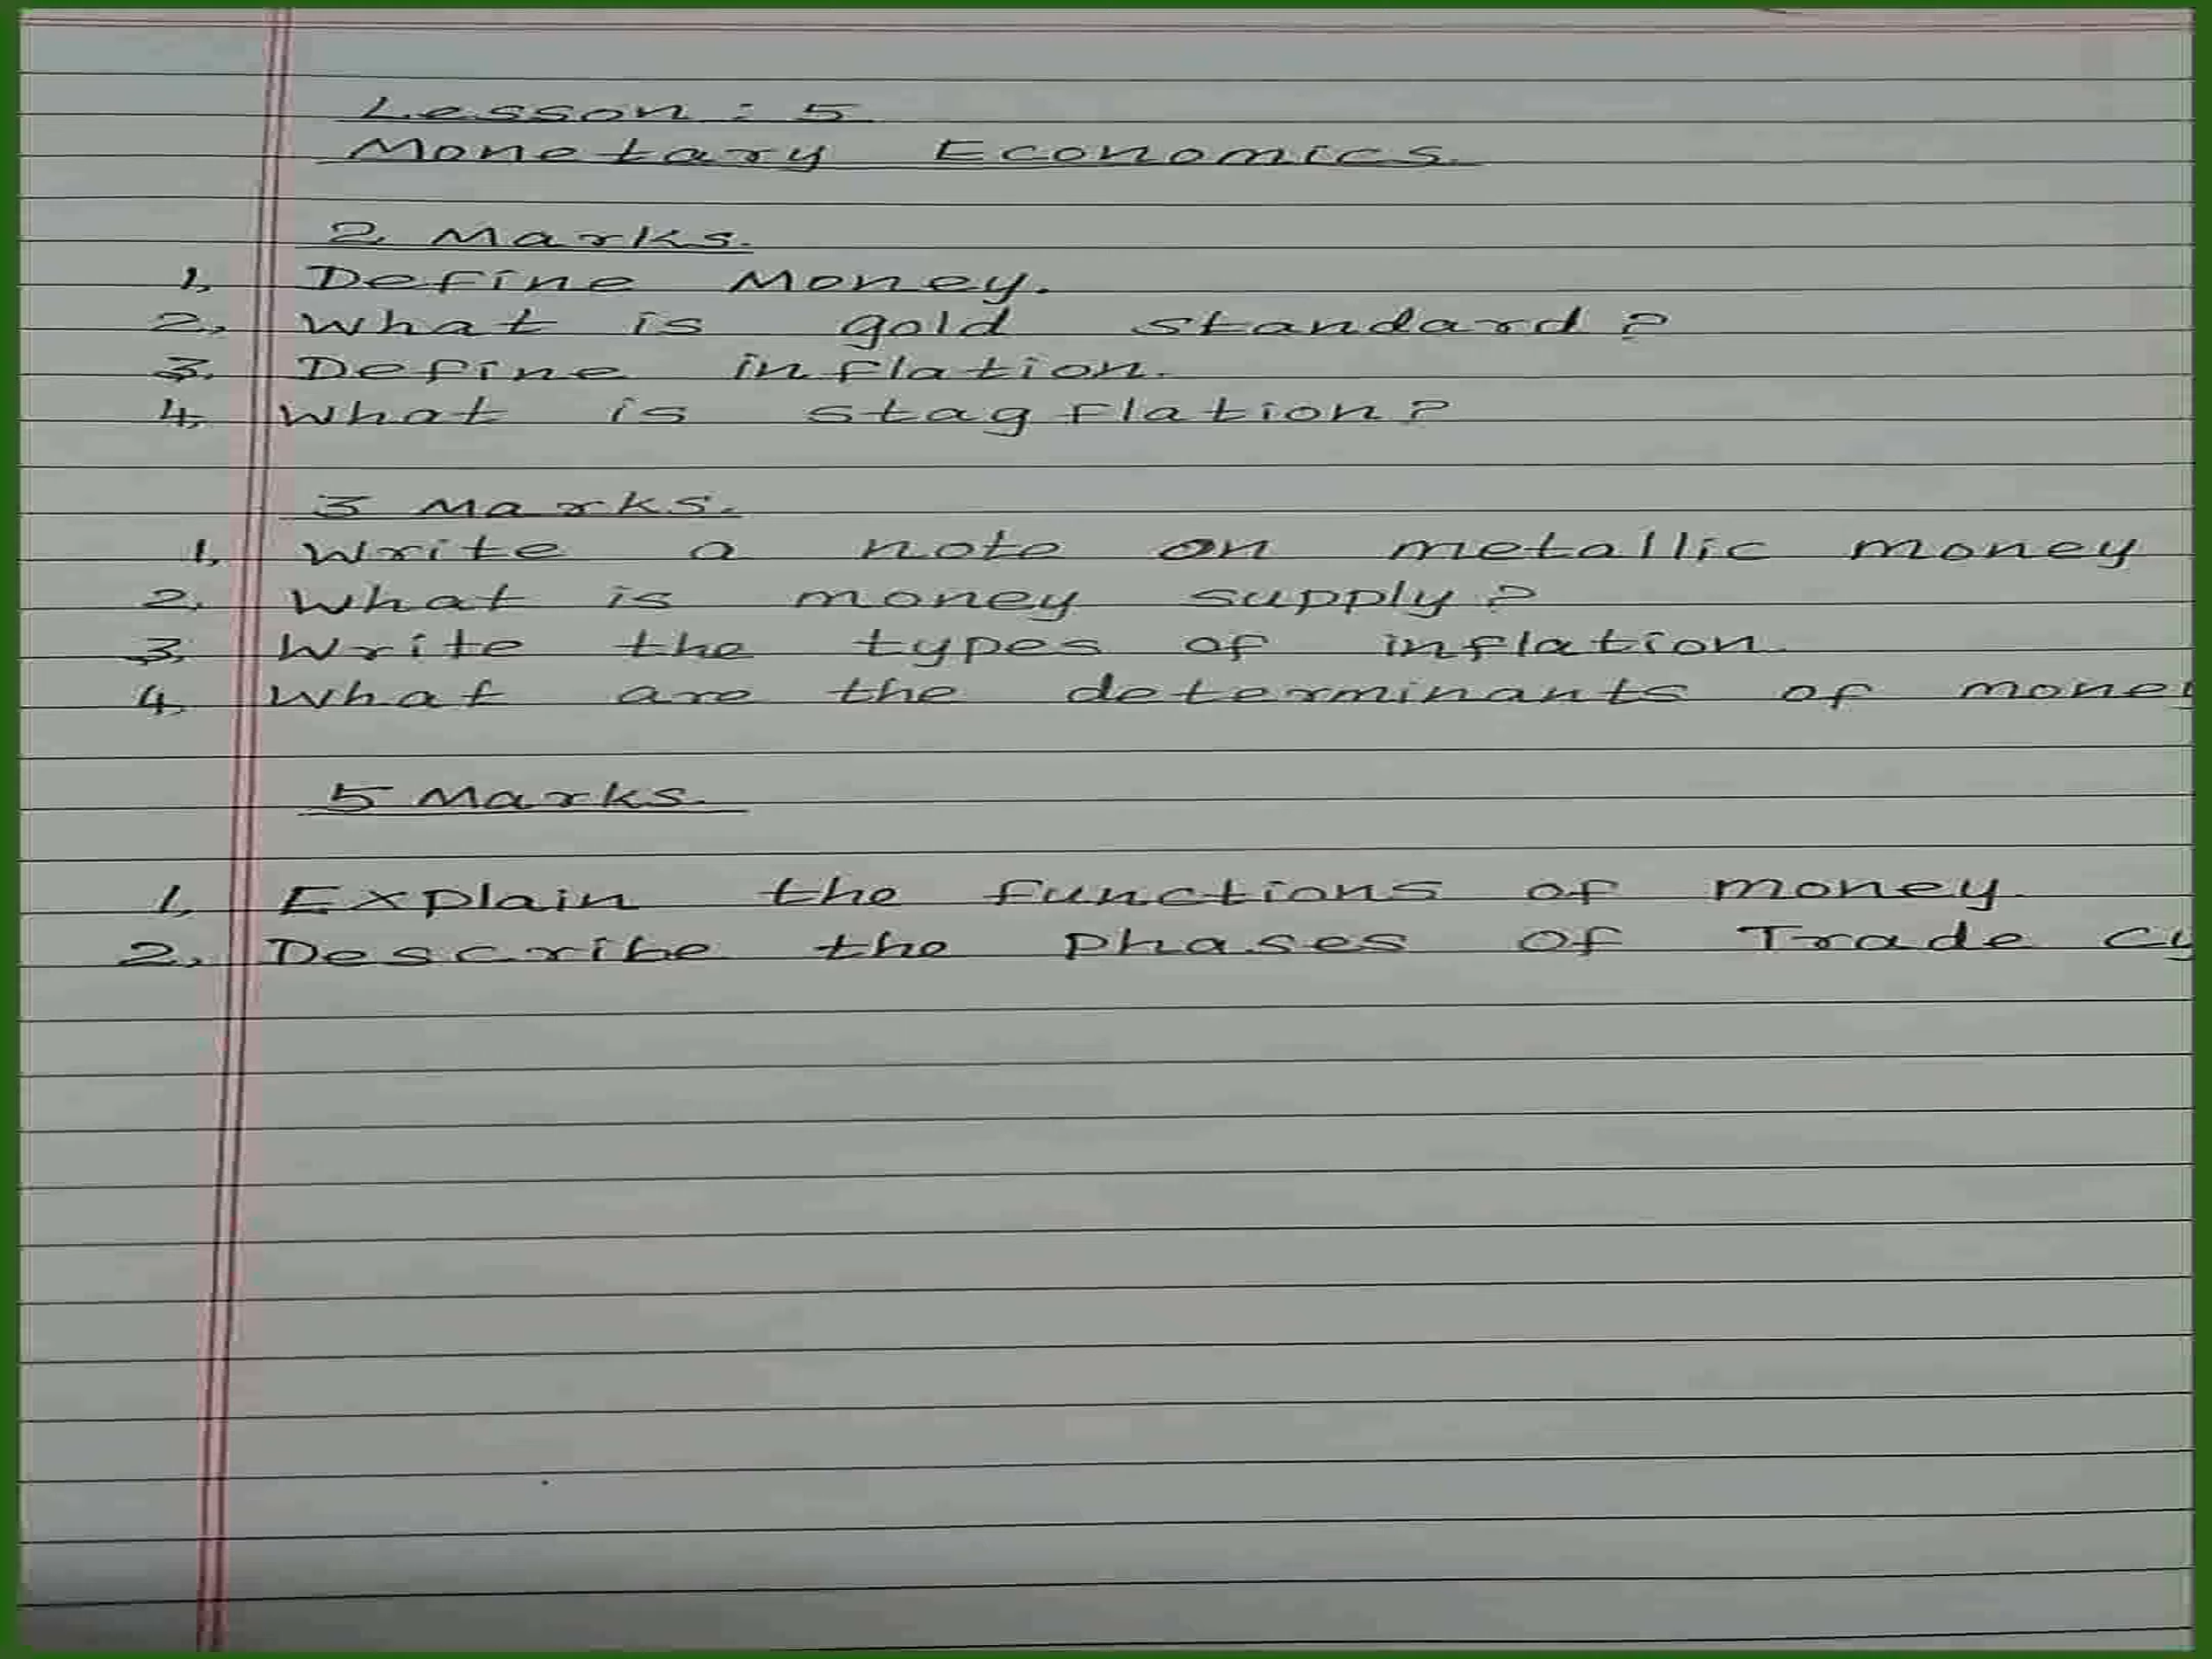 Lesson : 5
Monetary Economics.
2 Marks.
1, Define Money.
2, What is gold standard?
3. Define inflation.
4, What is stagflation?
3 Marks.
1, Write a note on metallic money
2. What is money supply?
3, Write the types of inflation
4, What are the determinants of money
5 Marks.
1, Explain the functions of money.
2, Describe the Phases of Trade cy